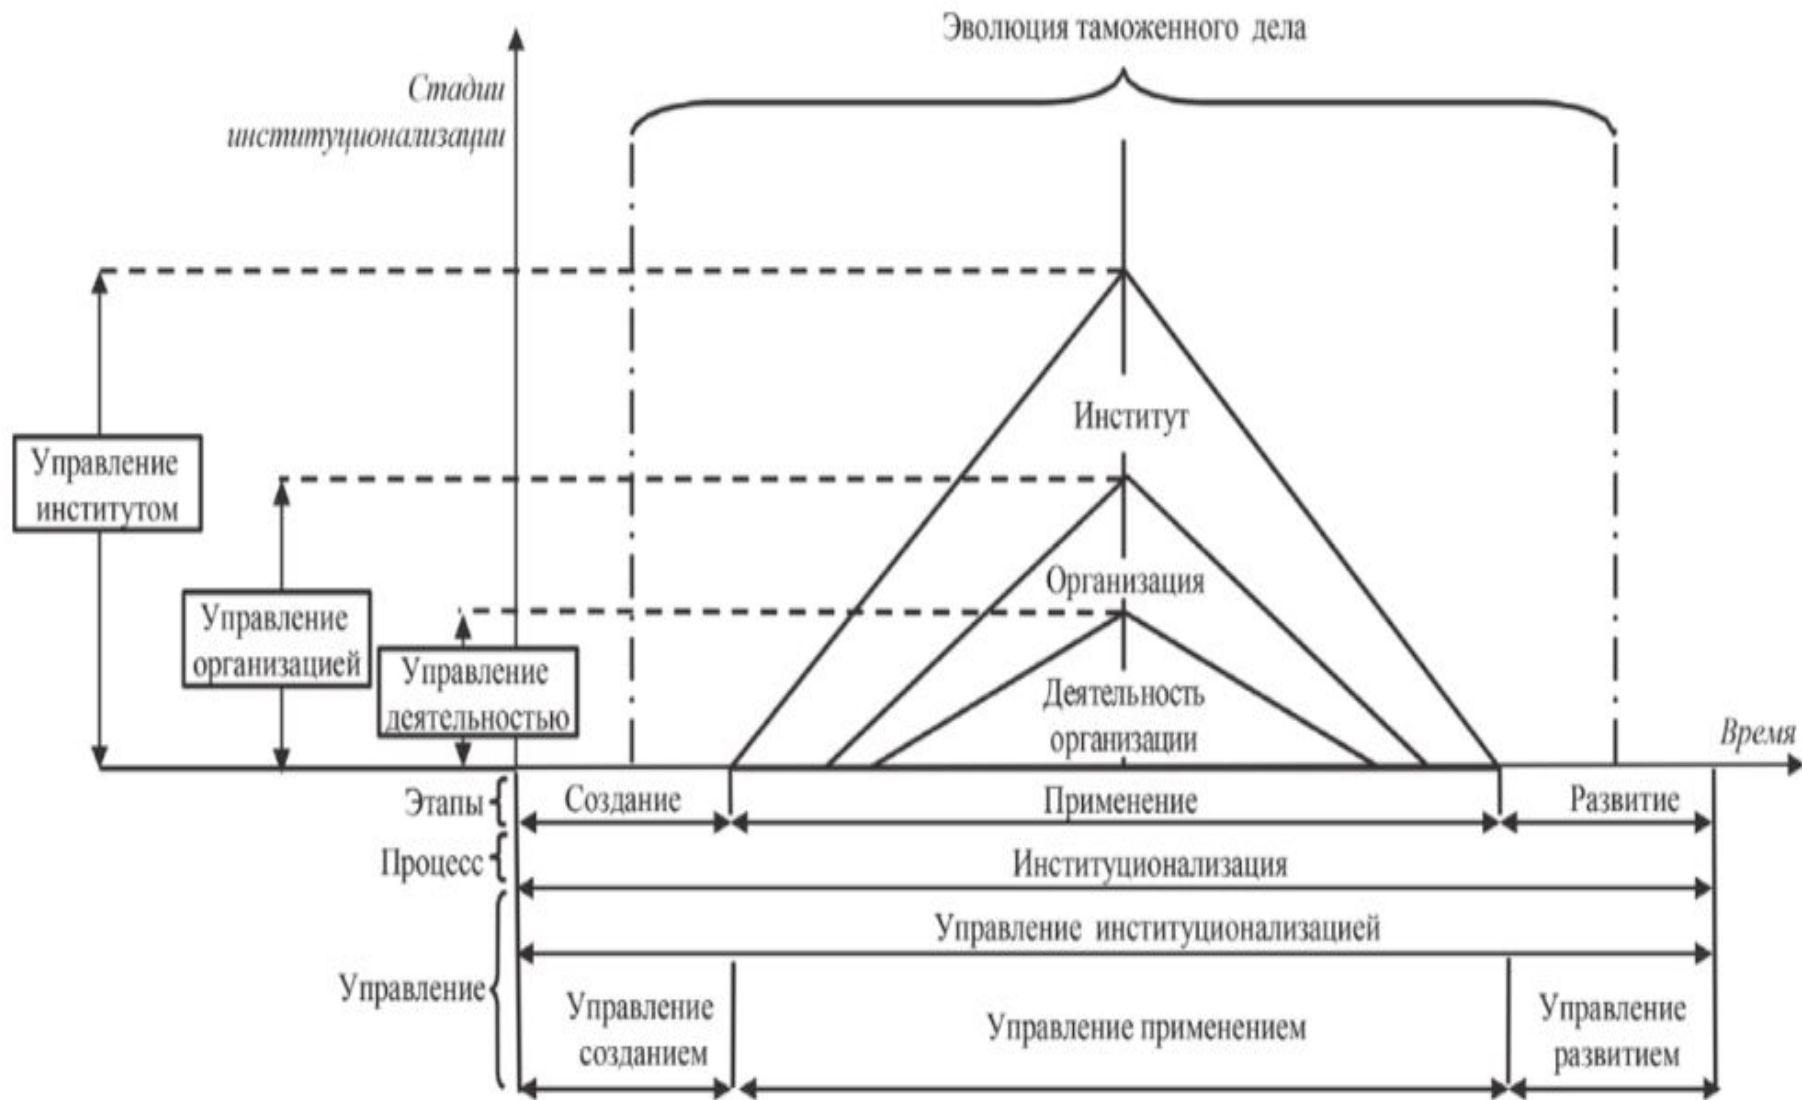 Эволюция таможенного дела
Стадии
институционализации
Институт
Управление
институтом
Организация
Управление
организацией
Управление
деятельностью
Деятельность
организации
Время
Этапы
Создание
Применение
Развитие
Процесс
Институционализация
Управление институционализацией
Управление
Управление
созданием
Управление применением
Управление
развитием